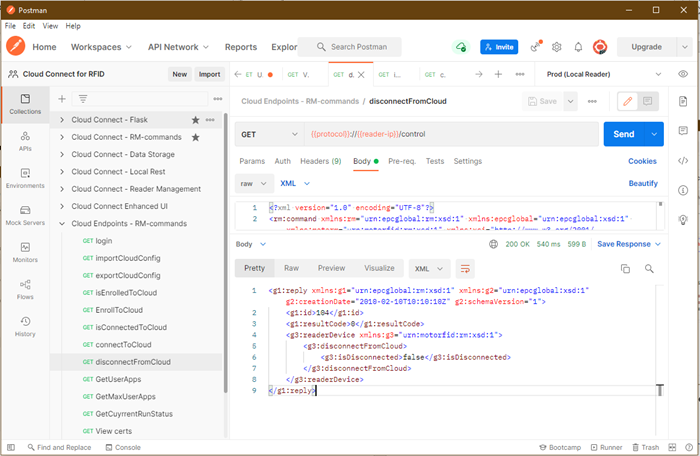 Postman
File Edit View Help
Home Workspaces API Network Reports Explor Search Postman Invite Upgrade
Cloud Connect for RFID New Import U. V. d. i... c. Prod (Local Reader)
Collections
APIs
Environments
Mock Servers
Monitors
Flows
History
Cloud Connect - Flask
Cloud Connect - RM-commands
Cloud Connect - Data Storage
Cloud Connect - Local Rest
Cloud Connect - Reader Management
Cloud Connect Enhanced UI
Cloud Endpoints - RM-commands
GET login
GET importCloudConfig
GET exportCloudConfig
GET isEnrolledToCloud
GET EnrollToCloud
GET isConnectedToCloud
GET connectToCloud
GET disconnectFromCloud
GET GetUserApps
GET GetMaxUserApps
GET GetCuyrrentRunStatus
GET View certs
Cloud Endpoints - RM-commands / disconnectFromCloud
Save
GET {{protocol}}://{{reader-ip}}/control Send
Params Auth Headers (9) Body Pre-req. Tests Settings Cookies
raw XML Beautify
1 <?xml version="1.0" encoding="UTF-8"?>
2 <rm:command xmlns:rm="urn:epcglobal:rm:xsd:1" xmlns:epcglobal="urn:epcglobal:xsd:1"
Body 200 OK 540 ms 599 B Save Response
Pretty Raw Preview Visualize XML
1 <g1:reply xmlns:g1="urn:epcglobal:rm:xsd:1" xmlns:g2="urn:epcglobal:xsd:1"
g2:creationDate="2018-02-10T10:10:10Z" g2:schemaVersion="1">
2 <g1:id>104</g1:id>
3 <g1:resultCode>0</g1:resultCode>
4 <g3:readerDevice xmlns:g3="urn:motorfid:rm:xsd:1">
5 <g3:disconnectFromCloud>
6 <g3:isDisconnected>false</g3:isDisconnected>
7 </g3:disconnectFromCloud>
8 </g3:readerDevice>
9 </g1:reply>
Find and Replace Console Bootcamp Runner Trash